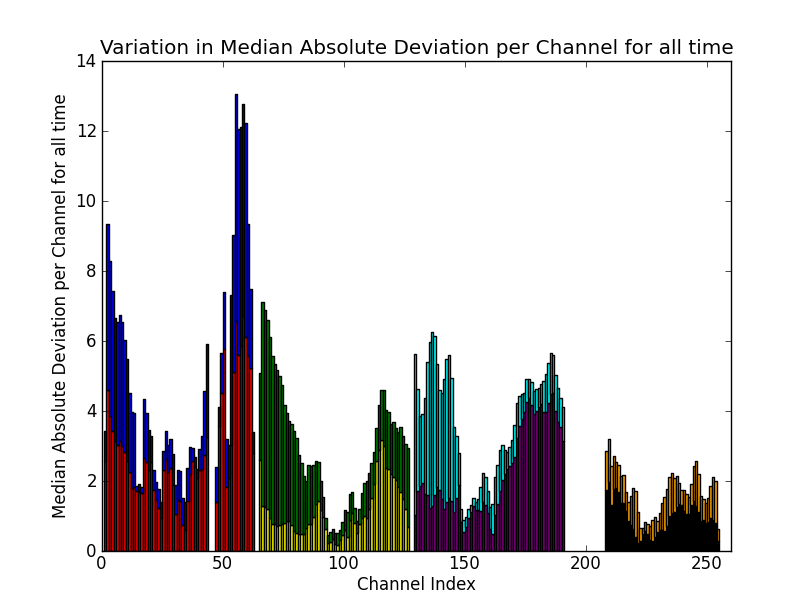 Variation in Median Absolute Deviation per Channel for all time
Median Absolute Deviation per Channel for all time
14
12
10
8
6
4
2
0
0 50 100 150 200 250
Channel Index